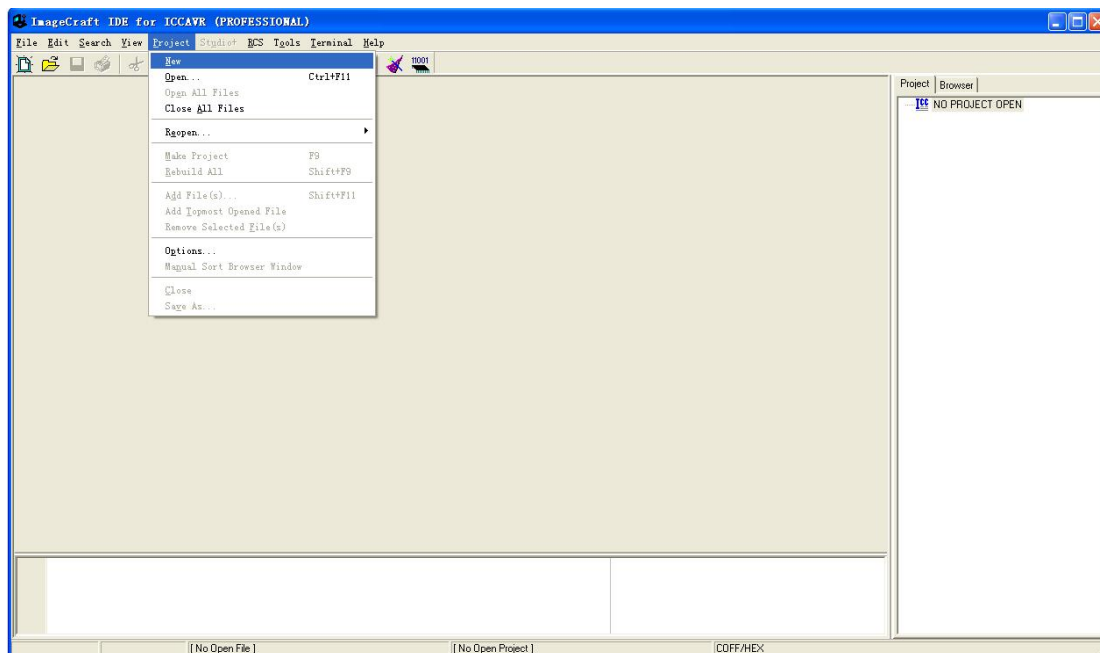 ImageCraft IDE for ICCAVR (PROFESSIONAL)
File Edit Search View Project Studio+ RCS Tools Terminal Help
New
Open... Ctrl+F11
Open All Files
Close All Files
Reopen...
Make Project F9
Rebuild All Shift+F9
Add File(s)... Shift+F11
Add Topmost Opened File
Remove Selected File(s)
Options...
Manual Sort Browser Window
Close
Save As...
11001
Project Browser
ICC NO PROJECT OPEN
[ No Open File ] [ No Open Project ] COFF/HEX